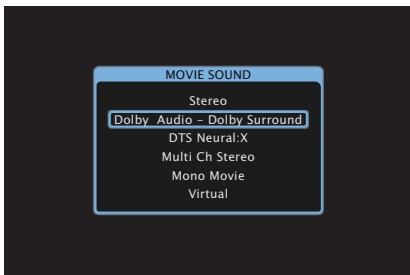 MOVIE SOUND
Stereo
Dolby Audio – Dolby Surround
DTS Neural:X
Multi Ch Stereo
Mono Movie
Virtual